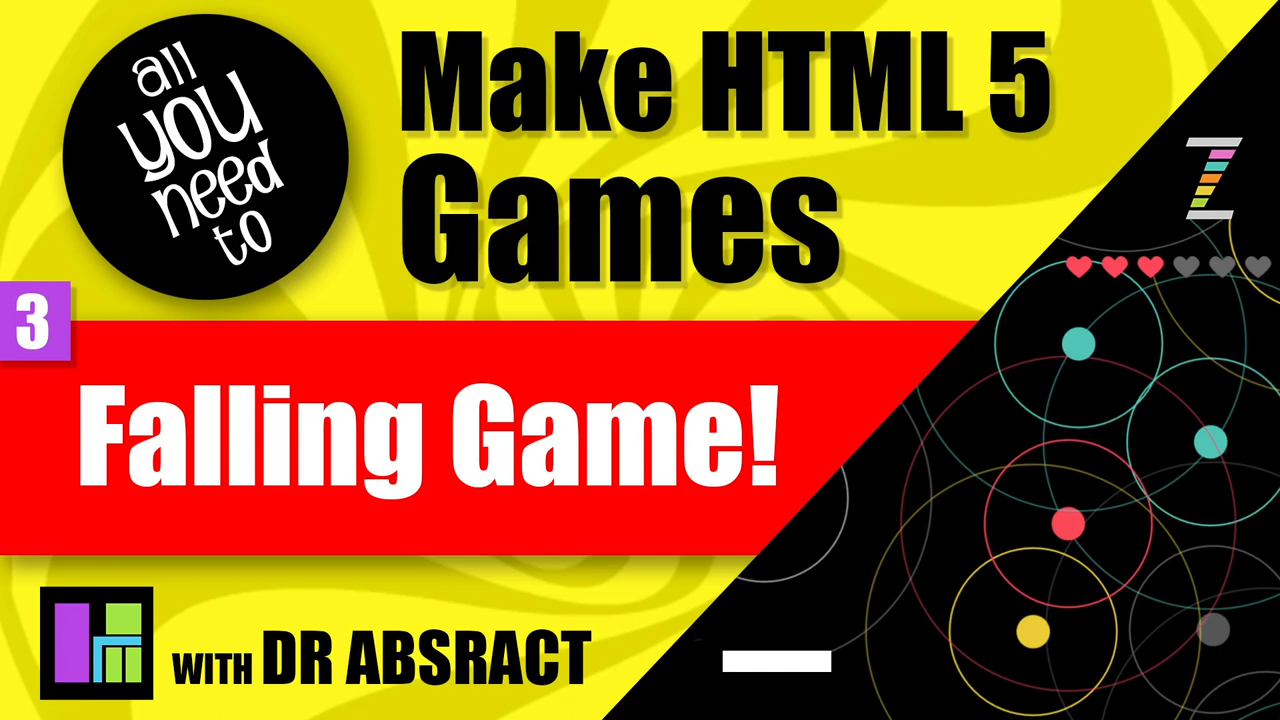 all
you
need
to
Make HTML 5
Games
3
Falling Game!
WITH DR ABSRACT